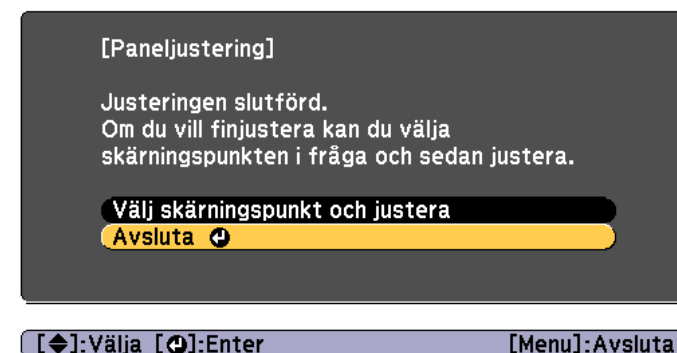 [Paneljustering]
Justeringen slutförd.
Om du vill finjustera kan du välja
skärningspunkten i fråga och sedan justera.
Välj skärningspunkt och justera
Avsluta
[◆]:Välja [↵]:Enter [Menu]:Avsluta